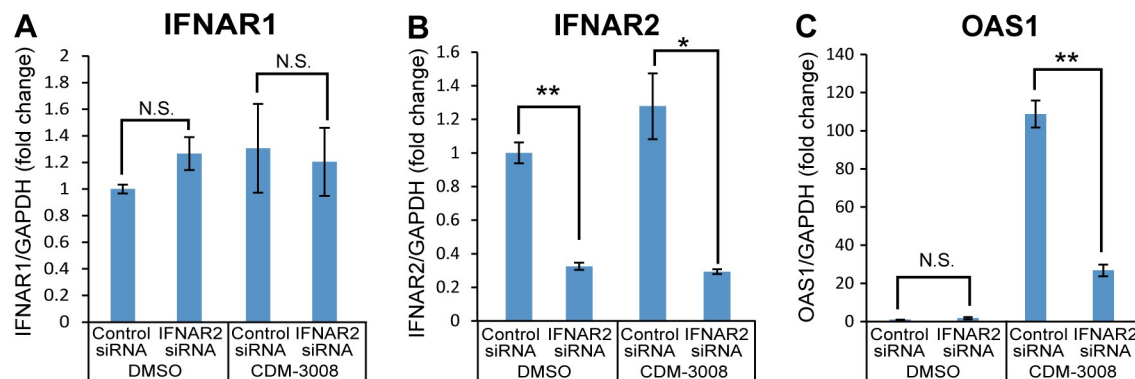 A
IFNAR1
IFNAR1/GAPDH (fold change)
2
1.8
1.6
1.4
1.2
1
0.8
0.6
0.4
0.2
0
N.S.
N.S.
Control siRNA
IFNAR2 siRNA
Control siRNA
IFNAR2 siRNA
DMSO
CDM-3008
B
IFNAR2
IFNAR2/GAPDH (fold change)
1.6
1.4
1.2
1
0.8
0.6
0.4
0.2
0
**
*
Control siRNA
IFNAR2 siRNA
Control siRNA
IFNAR2 siRNA
DMSO
CDM-3008
C
OAS1
OAS1/GAPDH (fold change)
140
120
100
80
60
40
20
0
N.S.
**
Control siRNA
IFNAR2 siRNA
Control siRNA
IFNAR2 siRNA
DMSO
CDM-3008